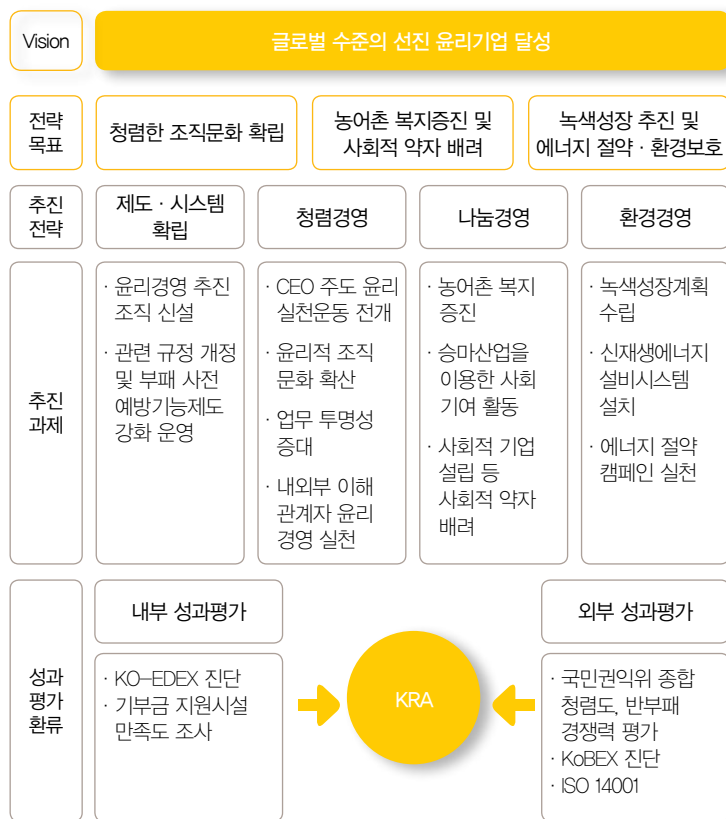 Vision
글로벌 수준의 선진 윤리기업 달성
전략
목표
청렴한 조직문화 확립
농어촌 복지증진 및
사회적 약자 배려
녹색성장 추진 및
에너지 절약 · 환경보호
추진
전략
제도 · 시스템
확립
청렴경영
나눔경영
환경경영
추진
과제
· 윤리경영 추진
조직 신설
· 관련 규정 개정
및 부패 사전
예방기능제도
강화 운영
· CEO 주도 윤리
실천운동 전개
· 윤리적 조직
문화 확산
· 업무 투명성
증대
· 내외부 이해
관계자 윤리
경영 실천
· 농어촌 복지
증진
· 승마산업을
이용한 사회
기여 활동
· 사회적 기업
설립 등
사회적 약자
배려
· 녹색성장계획
수립
· 신재생에너지
설비시스템
설치
· 에너지 절약
캠페인 실천
성과
평가
환류
내부 성과평가
· KO-EDEX 진단
· 기부금 지원시설
만족도 조사
KRA
외부 성과평가
· 국민권익위 종합
청렴도, 반부패
경쟁력 평가
· KoBEX 진단
· ISO 14001